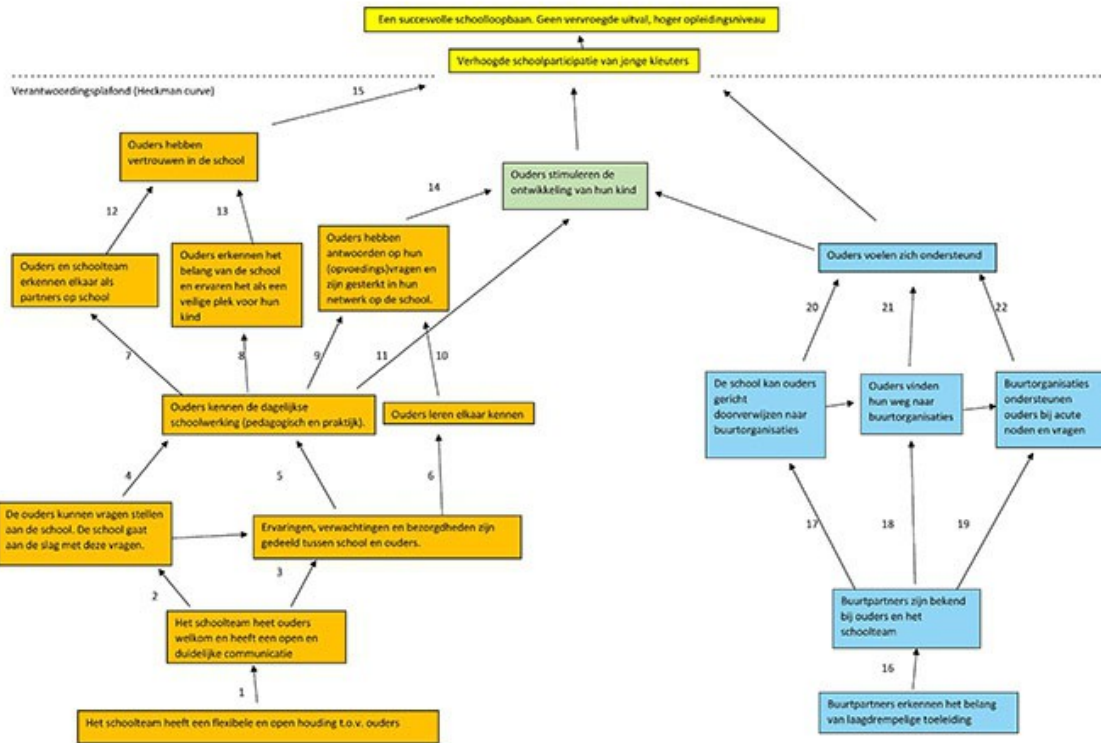 Een succesvolle schoolloopbaan. Geen vervroegde uitval, hoger opleidingsniveau
Verhoogde schoolparticipatie van jonge kleuters
Verantwoordingsplafond (Heckman curve)
15
Ouders hebben
vertrouwen in de school
Ouders stimuleren de
ontwikkeling van hun kind
14
12
13
Ouders en schoolteam
erkennen elkaar als
partners op school
Ouders erkennen het
belang van de school
en ervaren het als een
veilige plek voor hun
kind
Ouders hebben
antwoorden op hun
(opvoedings)vragen en
zijn gesterkt in hun
netwerk op de school.
Ouders voelen zich ondersteund
20
21
22
7
8
9
11
10
De school kan ouders
gericht
doorverwijzen naar
buurtorganisaties
Ouders vinden
hun weg naar
buurtorganisaties
Buurtorganisaties
ondersteunen
ouders bij acute
noden en vragen
Ouders kennen de dagelijkse
schoolwerking (pedagogisch en praktijk).
Ouders leren elkaar kennen
4
5
6
De ouders kunnen vragen stellen
aan de school. De school gaat
aan de slag met deze vragen.
Ervaringen, verwachtingen en bezorgdheden zijn
gedeeld tussen school en ouders.
17
18
19
2
3
Het schoolteam heet ouders
welkom en heeft een open en
duidelijke communicatie
Buurtpartners zijn bekend
bij ouders en het
schoolteam
1
16
Het schoolteam heeft een flexibele en open houding t.o.v. ouders
Buurtpartners erkennen het belang
van laagdrempelige toeleiding